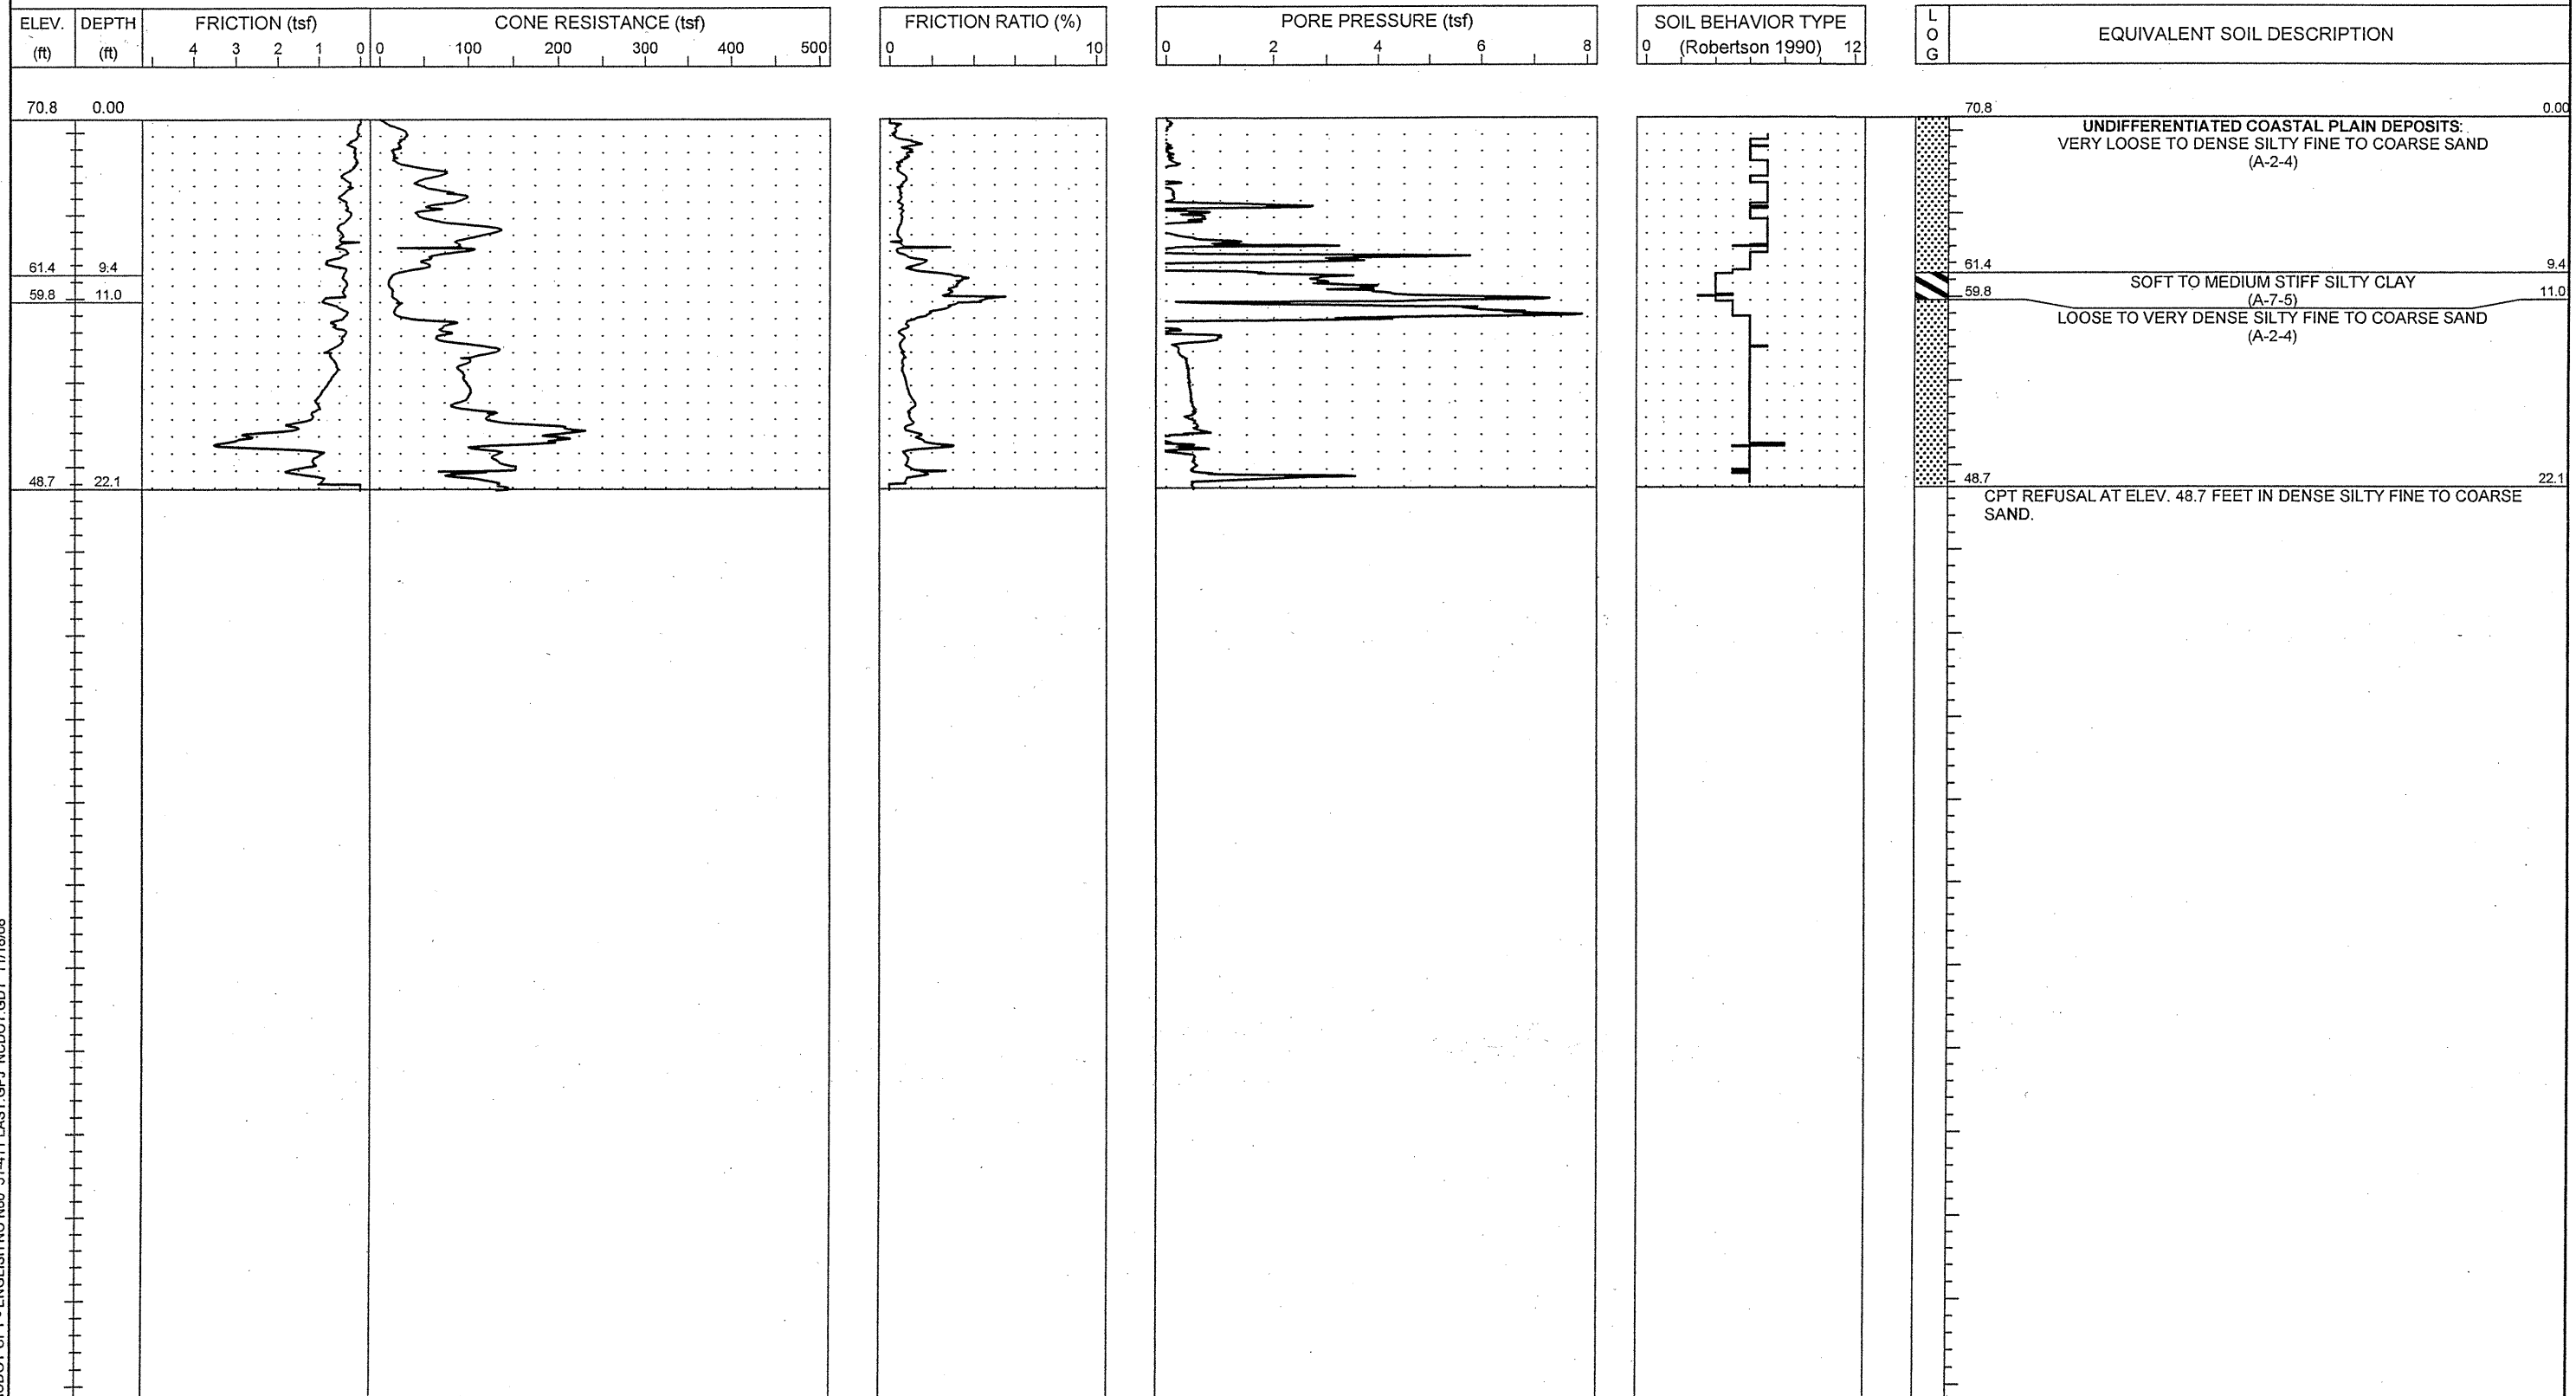 ELEV. (ft)
DEPTH (ft)
FRICTION (tsf)
4 3 2 1 0
CONE RESISTANCE (tsf)
0 100 200 300 400 500
FRICTION RATIO (%)
0 10
PORE PRESSURE (tsf)
0 2 4 6 8
SOIL BEHAVIOR TYPE
(Robertson 1990)
0 12
LOG
EQUIVALENT SOIL DESCRIPTION
70.8 0.00
70.8 0.00
UNDIFFERENTIATED COASTAL PLAIN DEPOSITS:
VERY LOOSE TO DENSE SILTY FINE TO COARSE SAND
(A-2-4)
61.4 9.4
61.4 9.4
SOFT TO MEDIUM STIFF SILTY CLAY
(A-7-5)
59.8 11.0
59.8 11.0
LOOSE TO VERY DENSE SILTY FINE TO COARSE SAND
(A-2-4)
48.7 22.1
48.7 22.1
CPT REFUSAL AT ELEV. 48.7 FEET IN DENSE SILTY FINE TO COARSE
SAND.